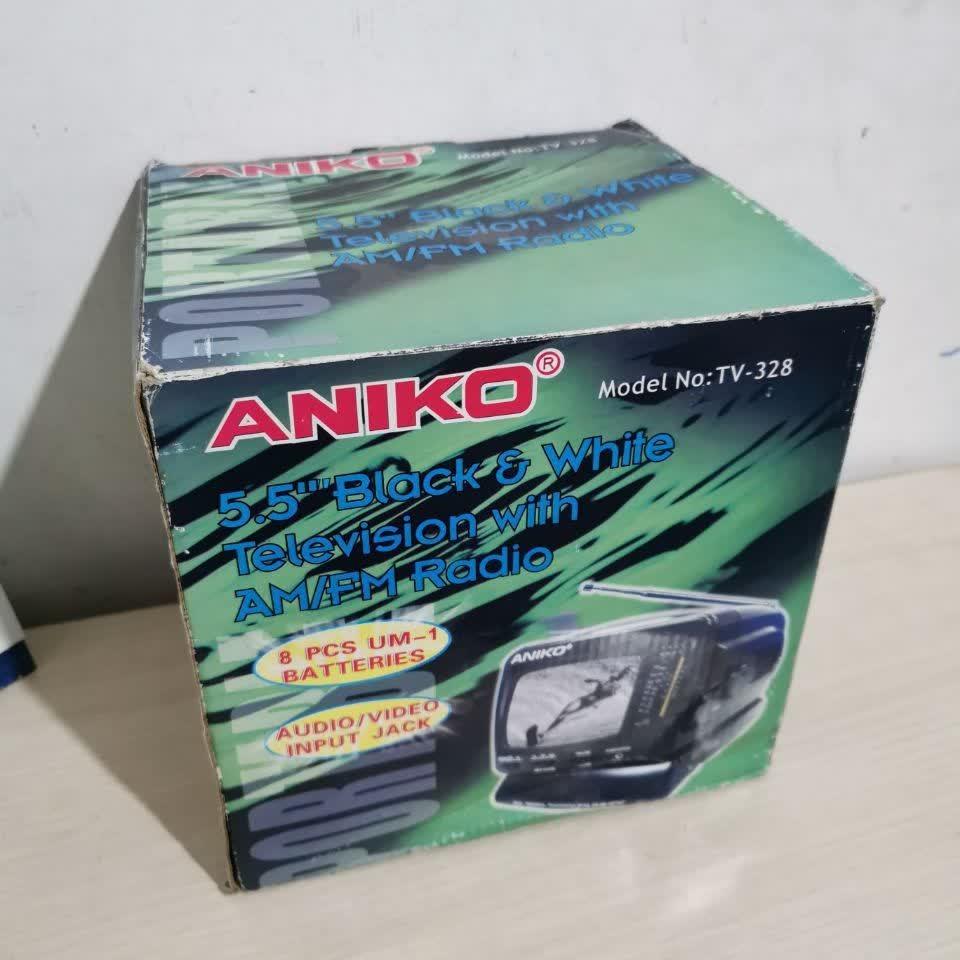 ANIKO®
Model No:TV 328
5.5" Black & White
Television with
AM/FM Radio
ANIKO®
Model No:TV-328
5.5""Black & White
Television with
AM/FM Radio
8 PCS UM-1
BATTERIES
AUDIO/VIDEO
INPUT JACK
ANIKO®